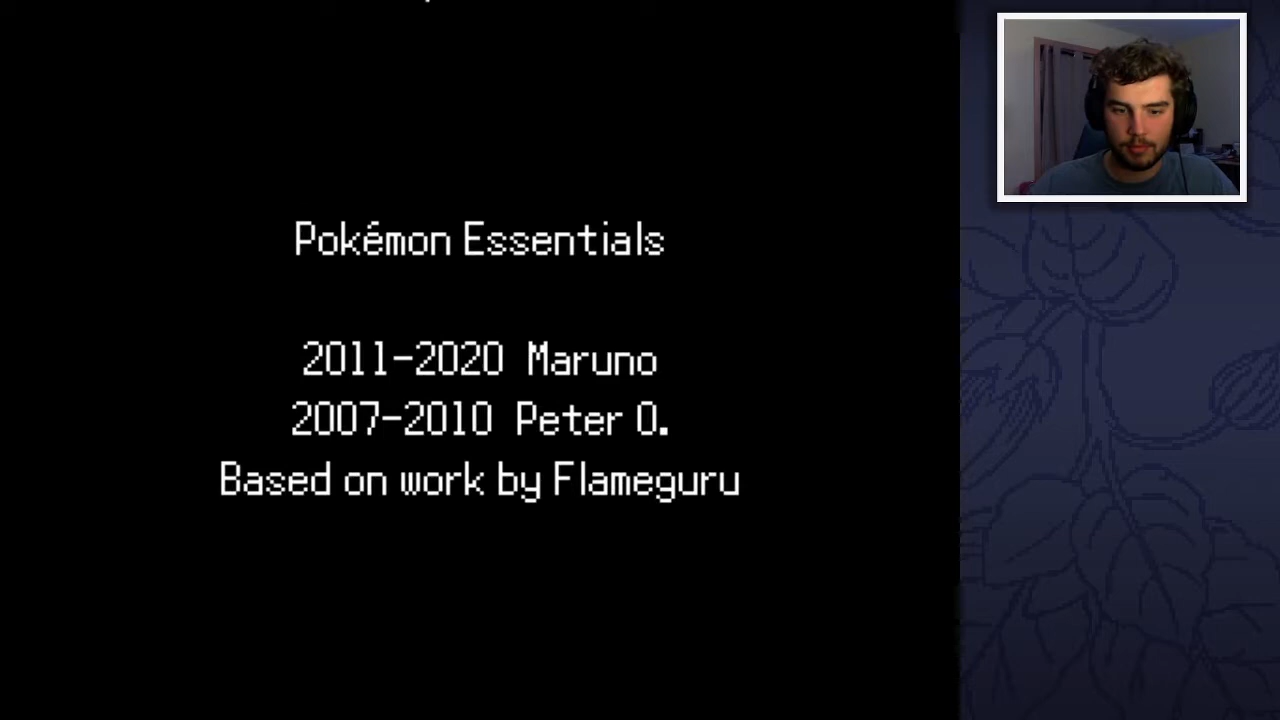 Pokémon Essentials
2011-2020 Maruno
2007-2010 Peter O.
Based on work by Flameguru